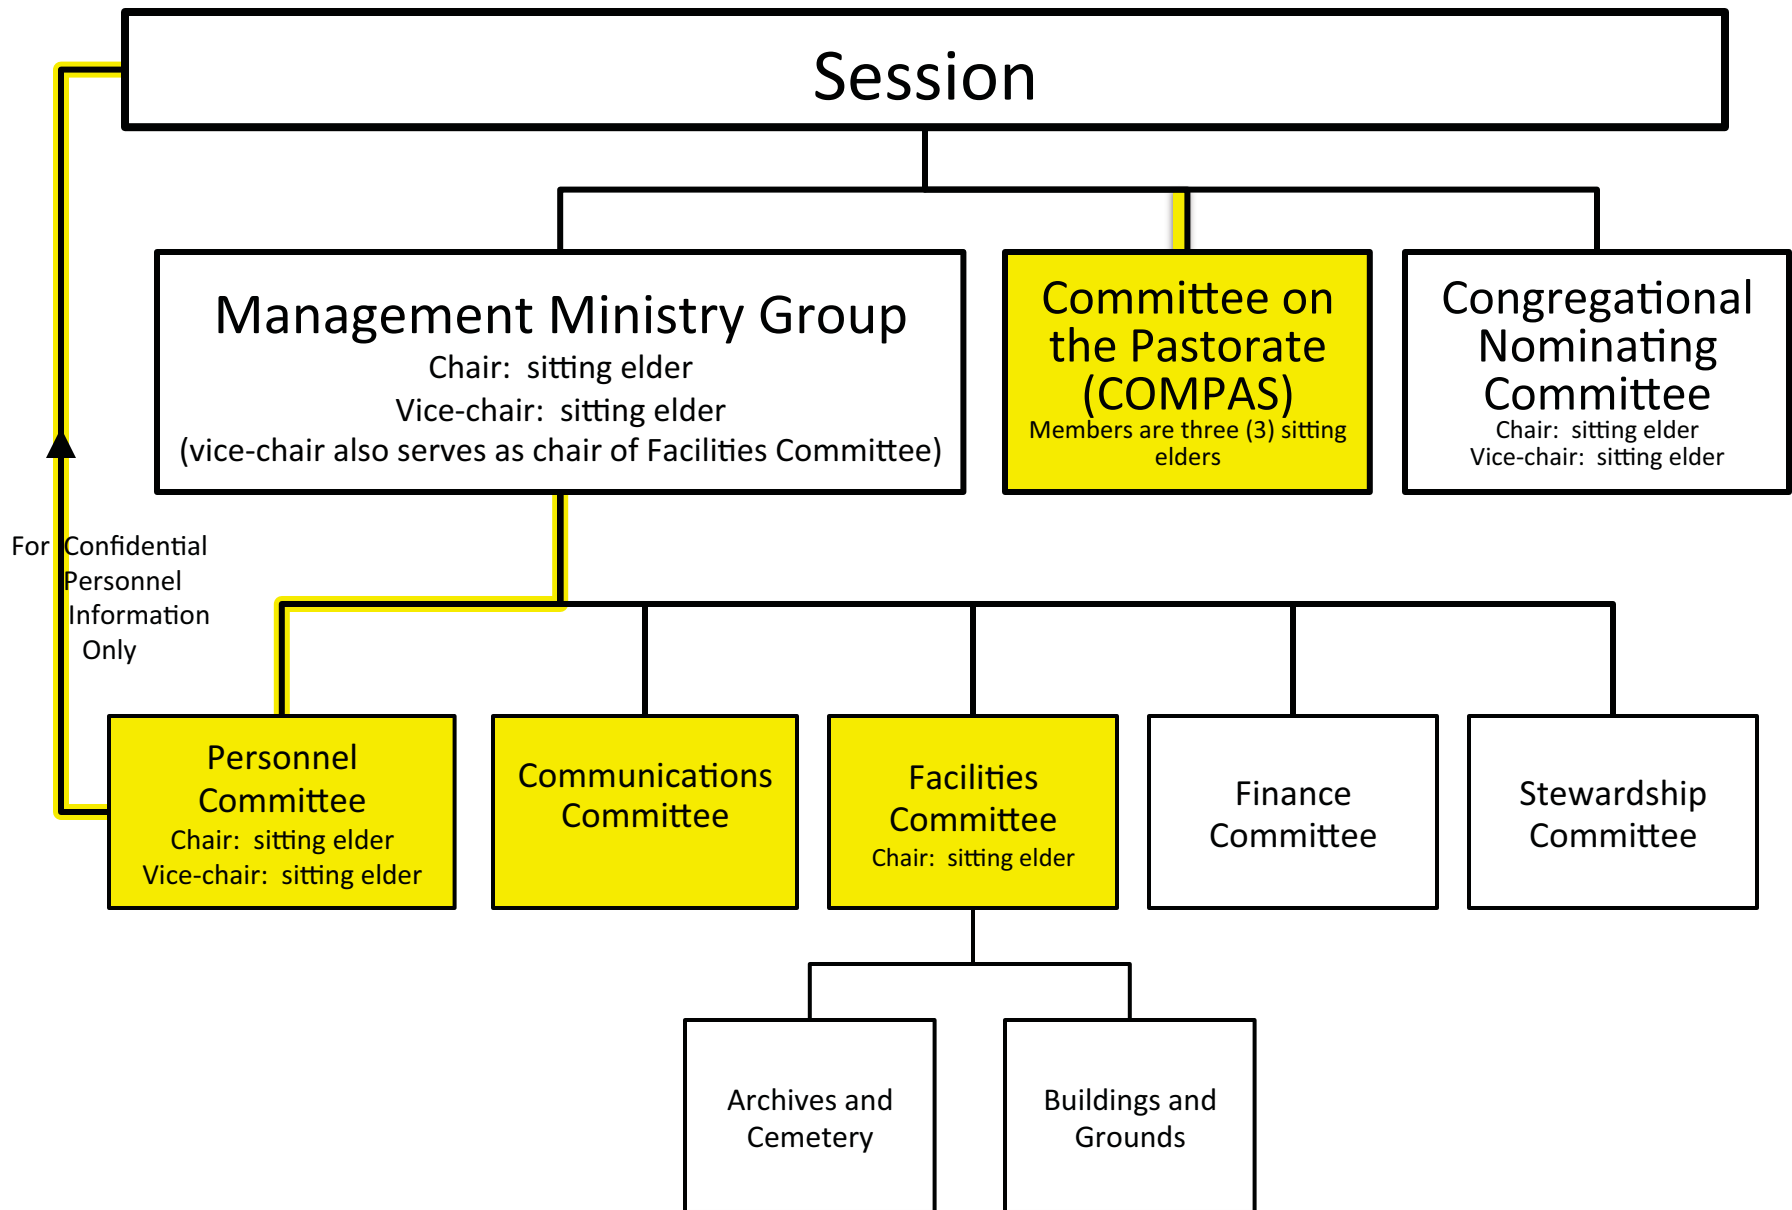 Session
Management Ministry Group
Chair: sitting elder
Vice-chair: sitting elder
(vice-chair also serves as chair of Facilities Committee)
Committee on
the Pastorate
(COMPAS)
Members are three (3) sitting
elders
Congregational
Nominating
Committee
Chair: sitting elder
Vice-chair: sitting elder
For Confidential
Personnel
Information
Only
Personnel
Committee
Chair: sitting elder
Vice-chair: sitting elder
Communications
Committee
Facilities
Committee
Chair: sitting elder
Finance
Committee
Stewardship
Committee
Archives and
Cemetery
Buildings and
Grounds